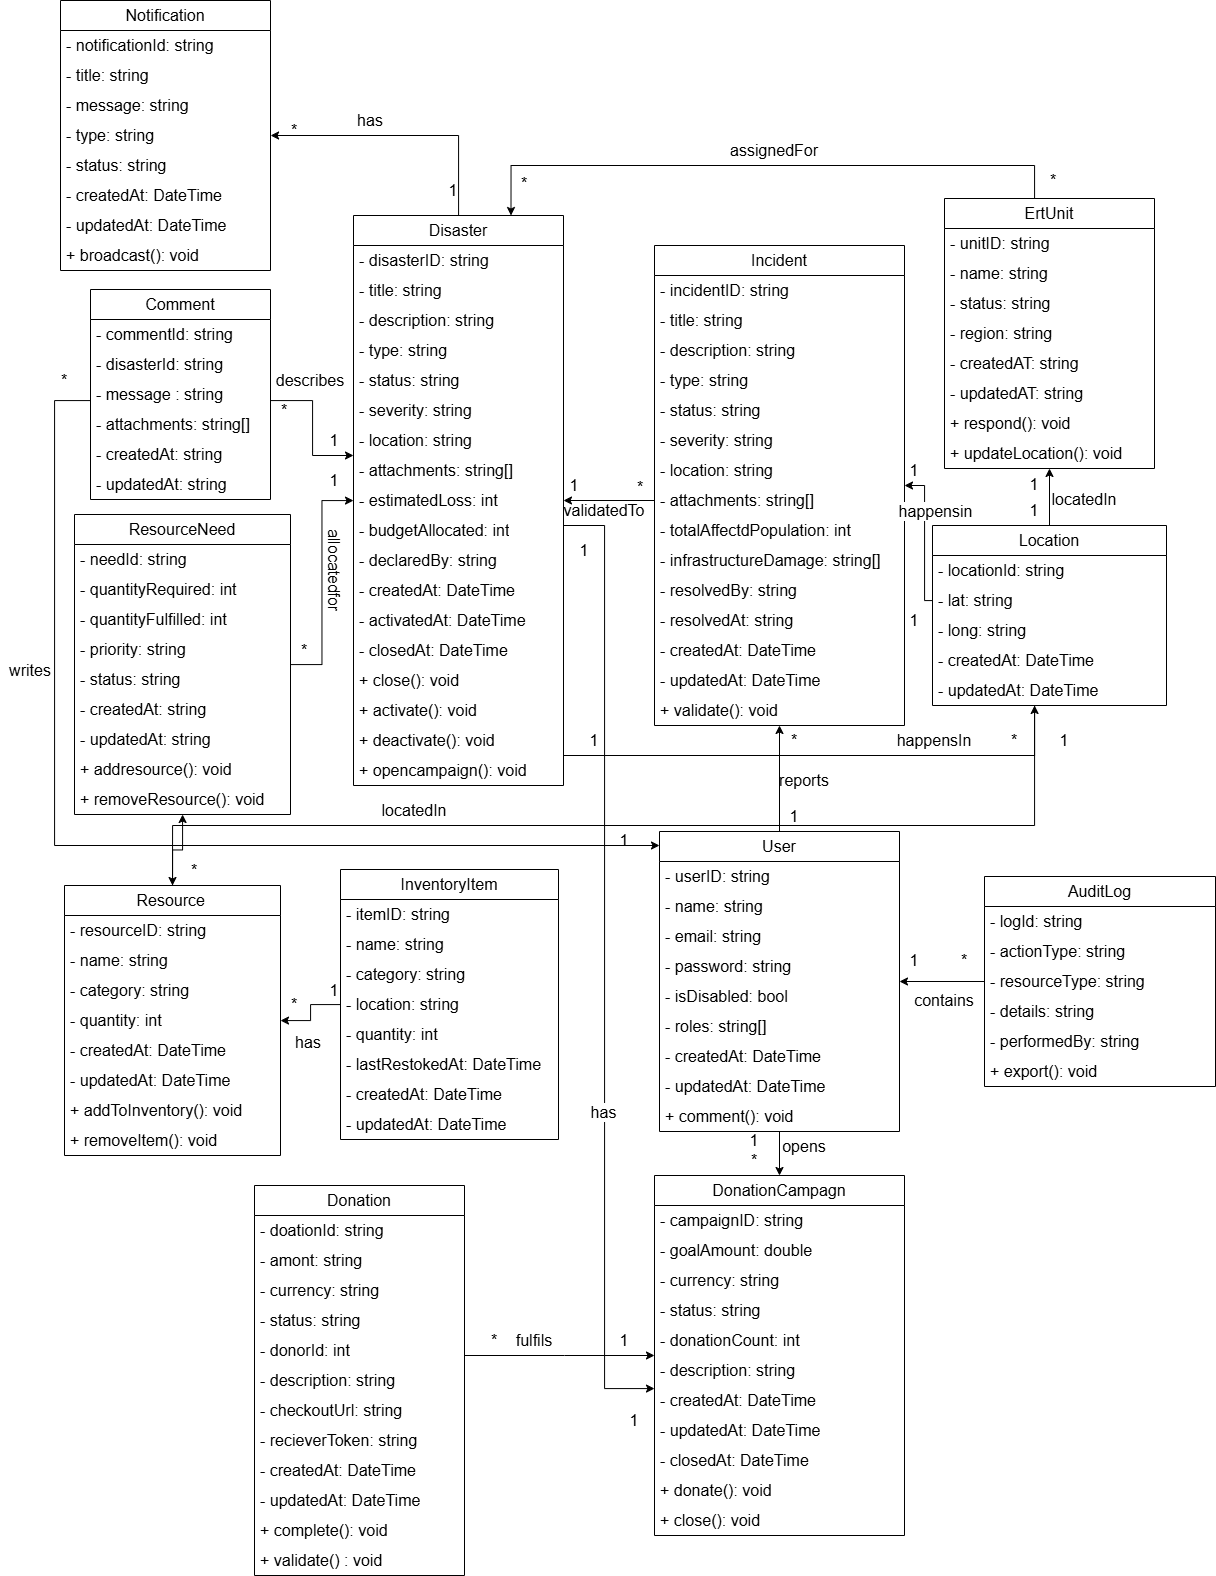 Notification
- notificationId: string
- title: string
- message: string
- type: string
- status: string
- createdAt: DateTime
- updatedAt: DateTime
+ broadcast(): void
has
*
1
assignedFor
*
*
Comment
- commentId: string
- disasterId: string
- message : string
- attachments: string[]
- createdAt: string
- updatedAt: string
*
describes
*
1
Disaster
- disasterID: string
- title: string
- description: string
- type: string
- status: string
- severity: string
- location: string
- attachments: string[]
- estimatedLoss: int
- budgetAllocated: int
- declaredBy: string
- createdAt: DateTime
- activatedAt: DateTime
- closedAt: DateTime
+ close(): void
+ activate(): void
+ deactivate(): void
+ opencampaign(): void
Incident
- incidentID: string
- title: string
- description: string
- type: string
- status: string
- severity: string
- location: string
- attachments: string[]
- totalAffectdPopulation: int
- infrastructureDamage: string[]
- resolvedBy: string
- resolvedAt: string
- createdAt: DateTime
- updatedAt: DateTime
+ validate(): void
ErtUnit
- unitID: string
- name: string
- status: string
- region: string
- createdAT: string
- updatedAT: string
+ respond(): void
+ updateLocation(): void
1
1
locatedIn
1
happensin
1
1
*
validatedTo
1
Location
- locationId: string
- lat: string
- long: string
- createdAt: DateTime
- updatedAt: DateTime
ResourceNeed
- needId: string
- quantityRequired: int
- quantityFulfilled: int
- priority: string
- status: string
- createdAt: string
- updatedAt: string
+ addresource(): void
+ removeResource(): void
1
allocatedfor
*
writes
1
happensIn
*
1
*
reports
1
locatedIn
*
1
User
- userID: string
- name: string
- email: string
- password: string
- isDisabled: bool
- roles: string[]
- createdAt: DateTime
- updatedAt: DateTime
+ comment(): void
Resource
- resourceID: string
- name: string
- category: string
- quantity: int
- createdAt: DateTime
- updatedAt: DateTime
+ addToInventory(): void
+ removeItem(): void
*
1
has
InventoryItem
- itemID: string
- name: string
- category: string
- location: string
- quantity: int
- lastRestokedAt: DateTime
- createdAt: DateTime
- updatedAt: DateTime
1
*
contains
AuditLog
- logId: string
- actionType: string
- resourceType: string
- details: string
- performedBy: string
+ export(): void
has
1
*
opens
Donation
- doationId: string
- amont: string
- currency: string
- status: string
- donorId: int
- description: string
- checkoutUrl: string
- recieverToken: string
- createdAt: DateTime
- updatedAt: DateTime
+ complete(): void
+ validate() : void
*
fulfils
1
1
DonationCampagn
- campaignID: string
- goalAmount: double
- currency: string
- status: string
- donationCount: int
- description: string
- createdAt: DateTime
- updatedAt: DateTime
- closedAt: DateTime
+ donate(): void
+ close(): void